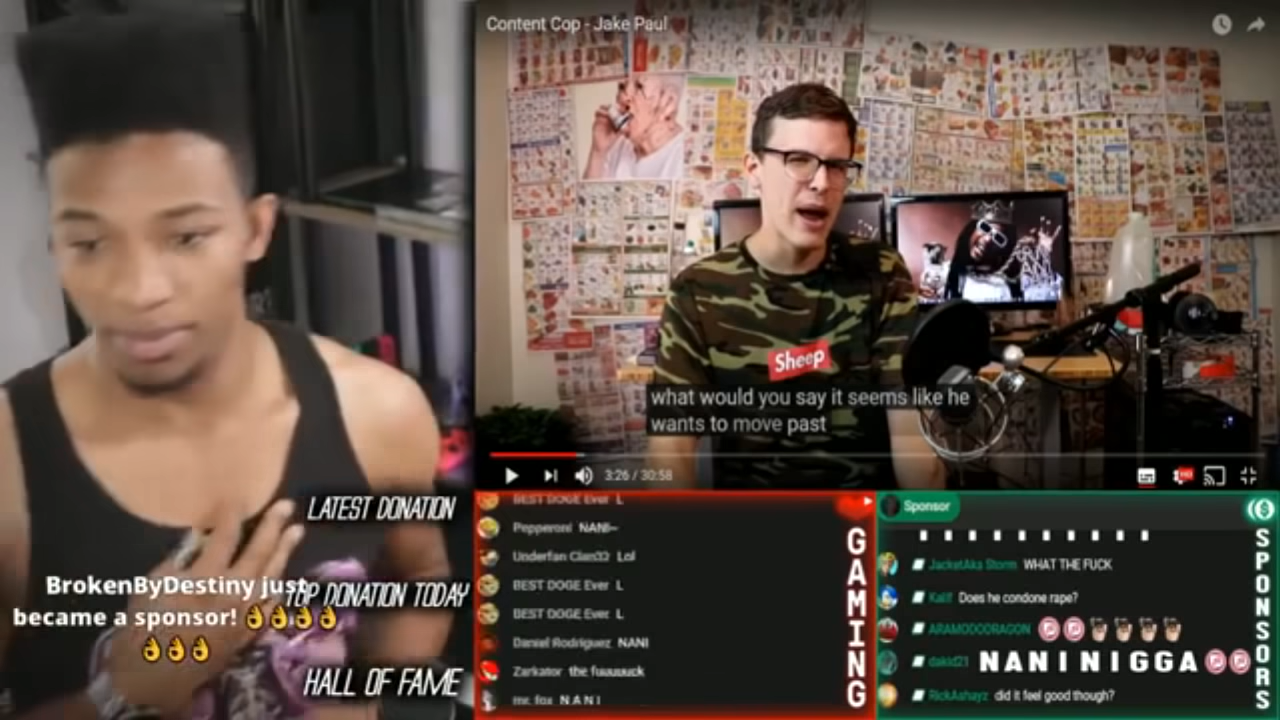 Content Cop - Jake Paul
Sheep
what would you say it seems like he
wants to move past
3:26 / 30:58
LATEST DONATION
BrokenByDestiny just
became a sponsor! 👌👌👌👌
👌👌👌
TOP DONATION TODAY
HALL OF FAME
BEST DOGE Ever L
Pepperoni NANI~
Underfan Clan32 Lol
BEST DOGE Ever L
BEST DOGE Ever L
Daniel Rodriguez NANI
Zarkator the fuuuuuck
mr. fox N A N I
GAMING
Sponsor
JacketAka Storm WHAT THE FUCK
Kalif Does he condone rape?
ARAMODCDRAGON
dakid21 N A N I N I G G A
RickAshayz did it feel good though?
SPONSORS